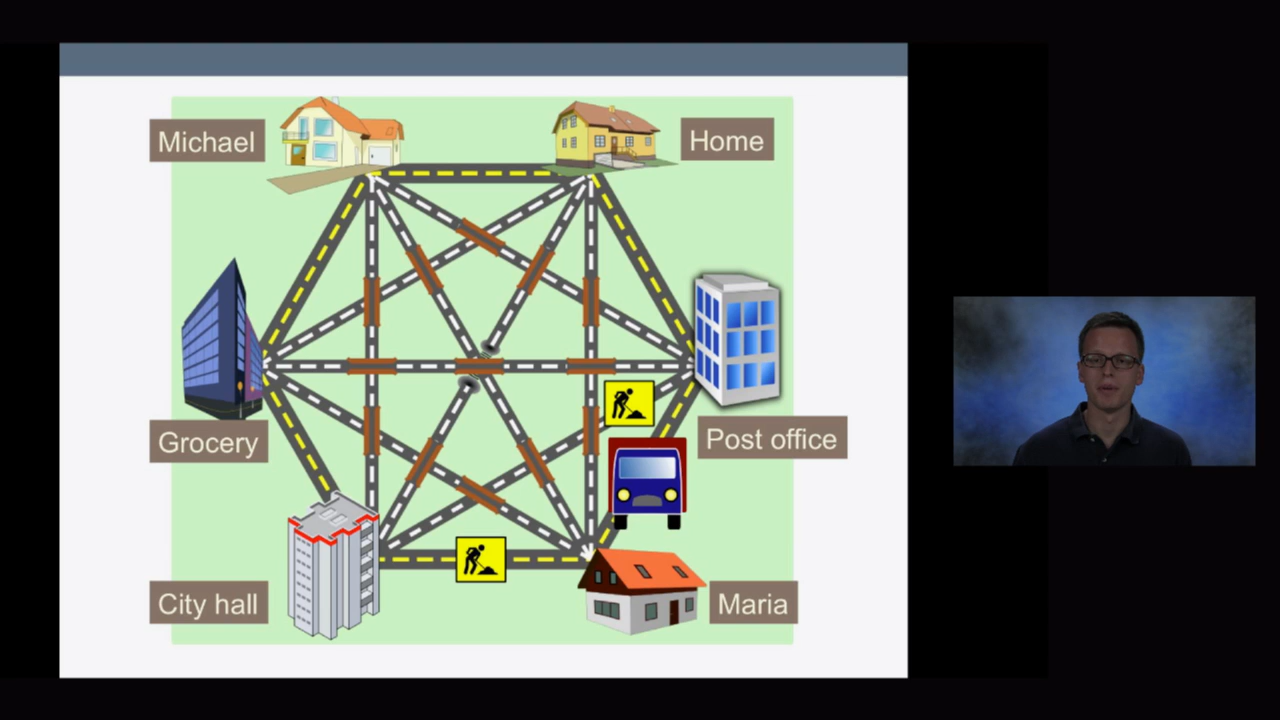 Michael
Home
Grocery
Post office
City hall
Maria